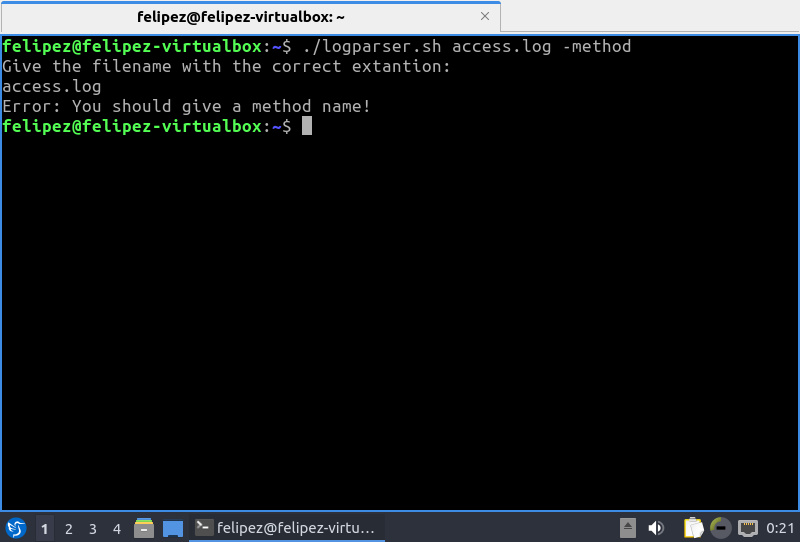 felipez@felipez-virtualbox: ~
felipez@felipez-virtualbox:~$ ./logparser.sh access.log -method
Give the filename with the correct extantion:
access.log
Error: You should give a method name!
felipez@felipez-virtualbox:~$
1 2 3 4 felipez@felipez-virtu... 0:21